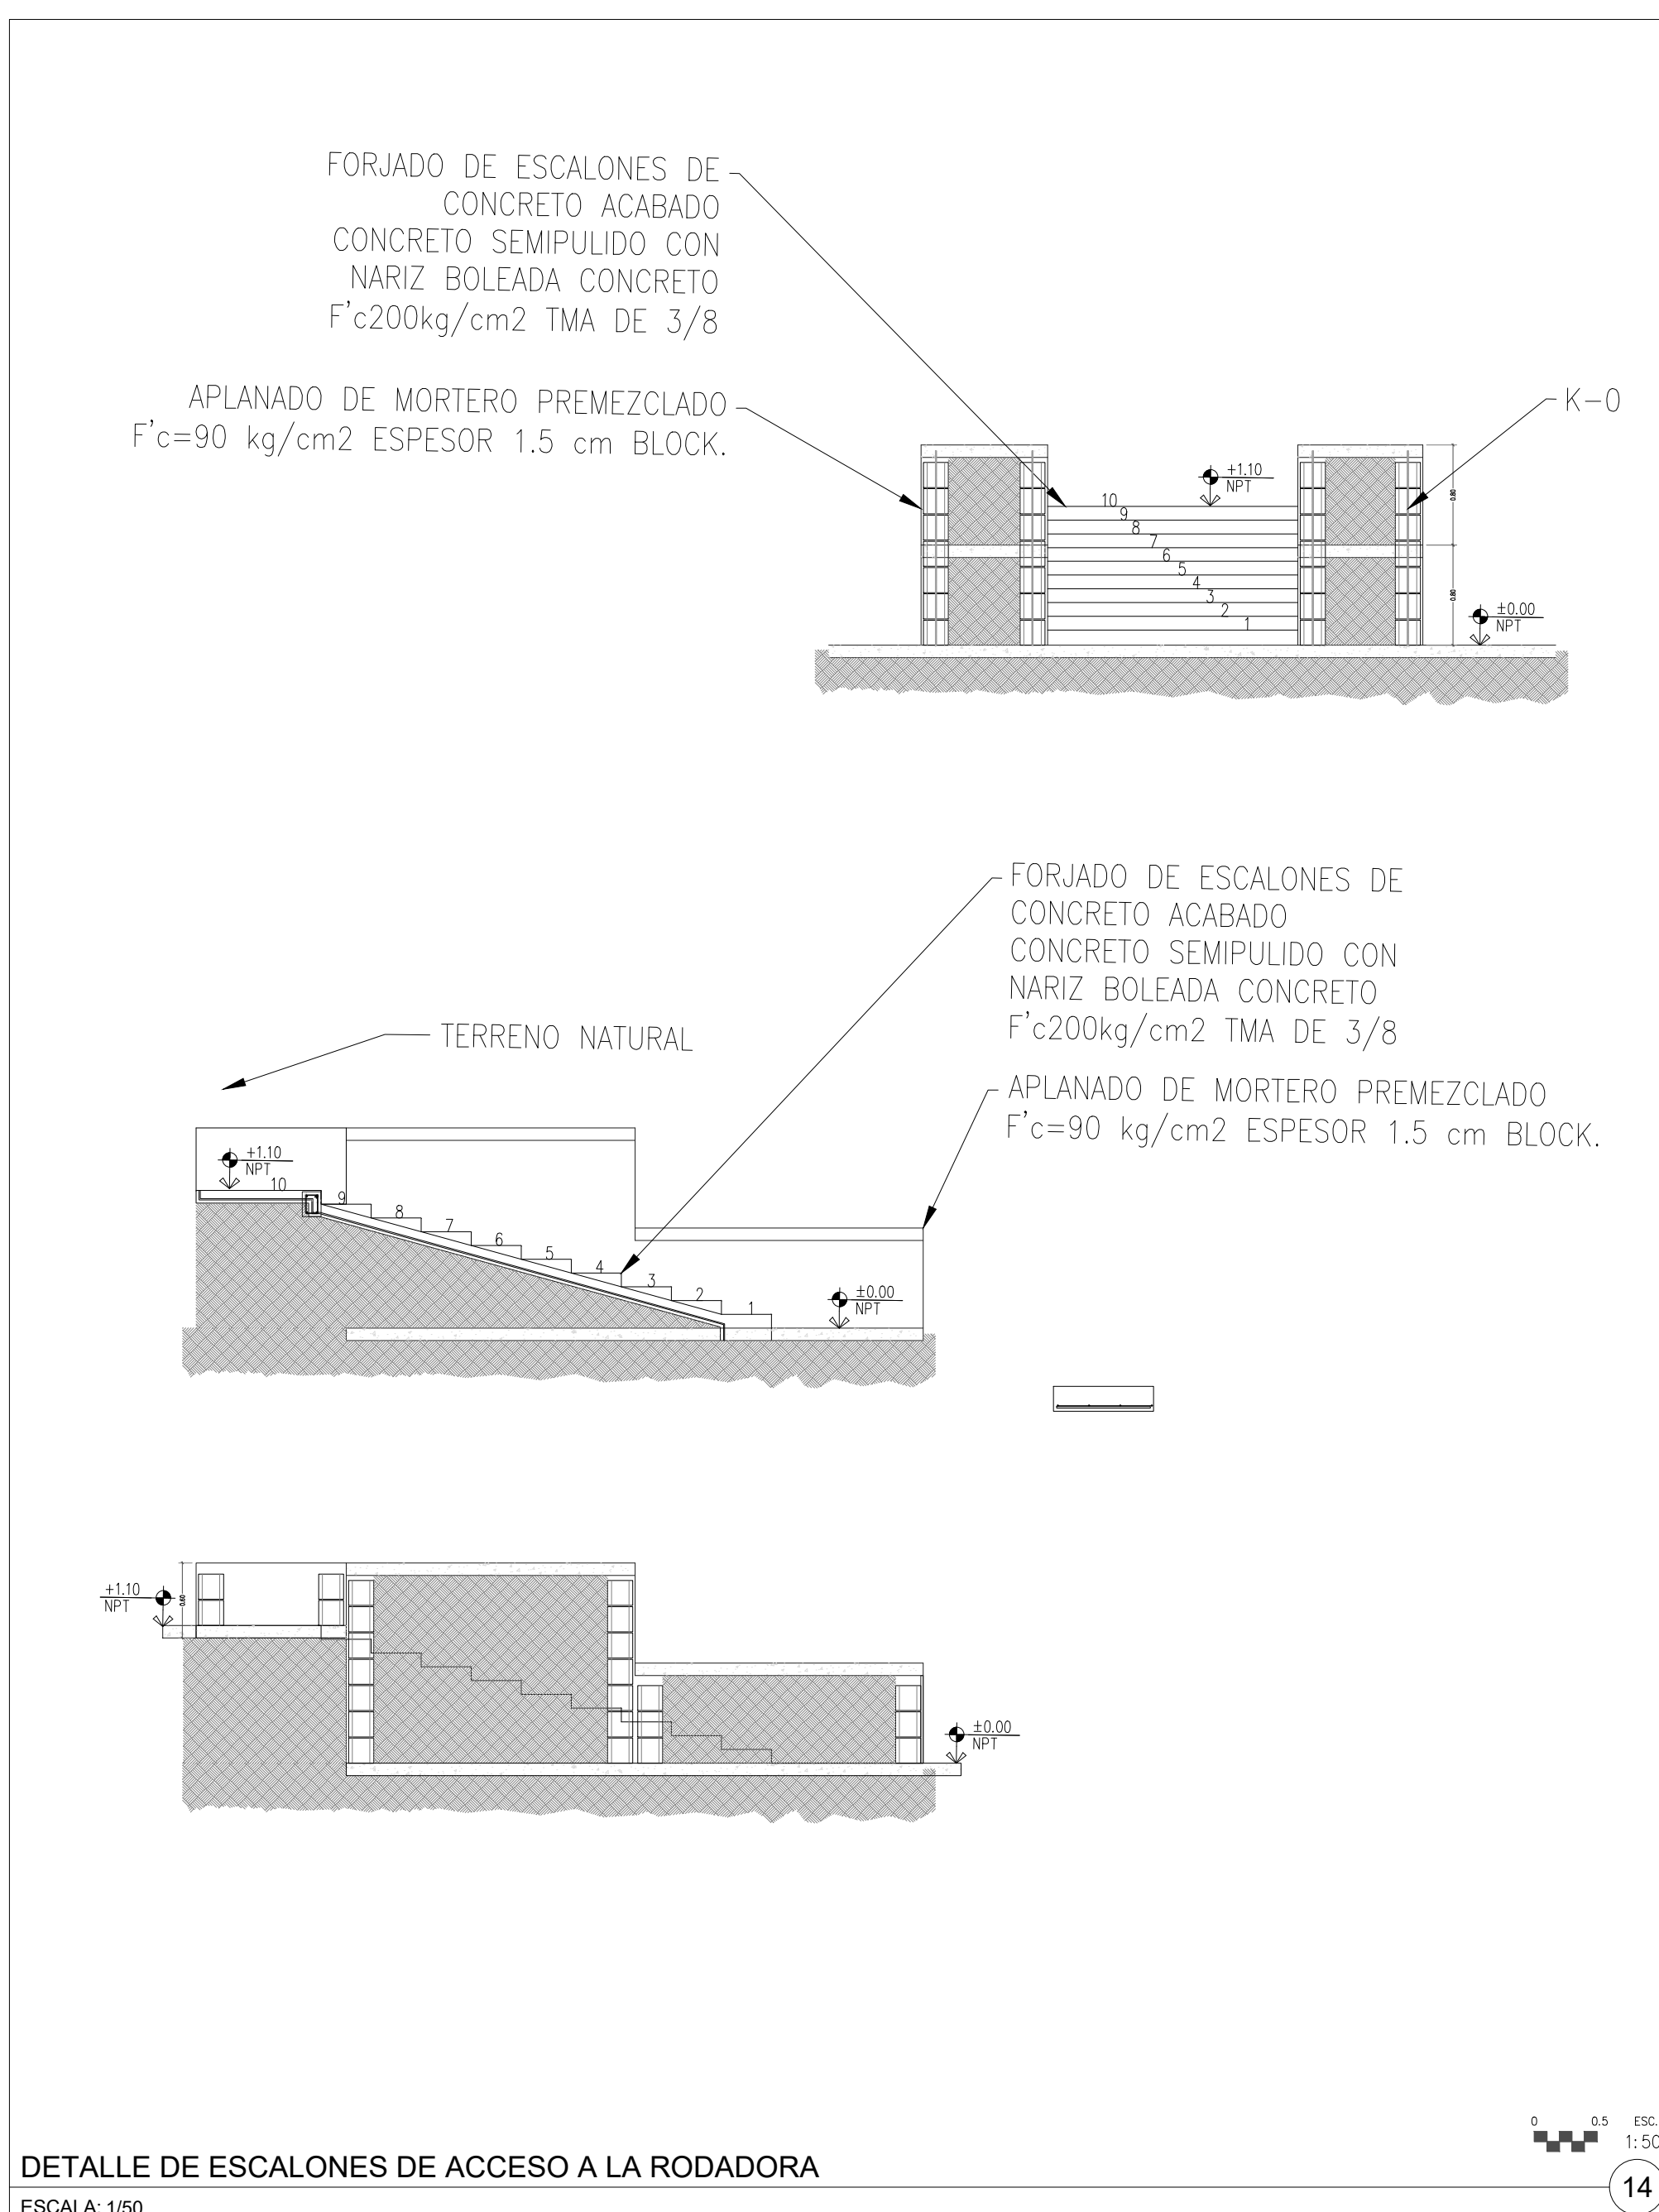 FORJADO DE ESCALONES DE
CONCRETO ACABADO
CONCRETO SEMIPULIDO CON
NARIZ BOLEADA CONCRETO
F'c200kg/cm2 TMA DE 3/8
APLANADO DE MORTERO PREMEZCLADO
F'c=90 kg/cm2 ESPESOR 1.5 cm BLOCK.
K-0
+1.10
NPT
10
9
8
7
6
5
4
3
2
1
0.80
0.80
±0.00
NPT
FORJADO DE ESCALONES DE
CONCRETO ACABADO
CONCRETO SEMIPULIDO CON
NARIZ BOLEADA CONCRETO
F'c200kg/cm2 TMA DE 3/8
TERRENO NATURAL
APLANADO DE MORTERO PREMEZCLADO
F'c=90 kg/cm2 ESPESOR 1.5 cm BLOCK.
+1.10
NPT
10
9
8
7
6
5
4
3
2
1
±0.00
NPT
+1.10
NPT
0.60
±0.00
NPT
0 0.5 ESC.
1:50
DETALLE DE ESCALONES DE ACCESO A LA RODADORA
14
ESCALA: 1/50